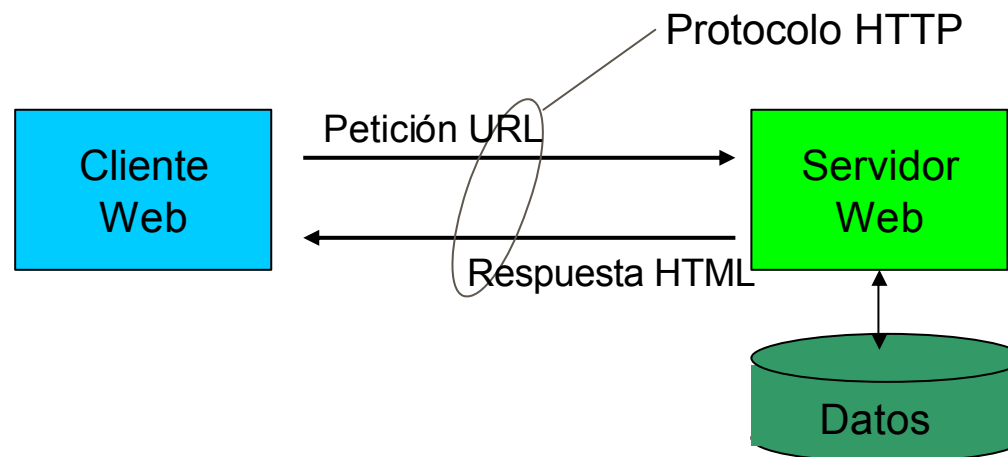 Protocolo HTTP
Petición URL
Cliente
Web
Servidor
Web
Respuesta HTML
Datos